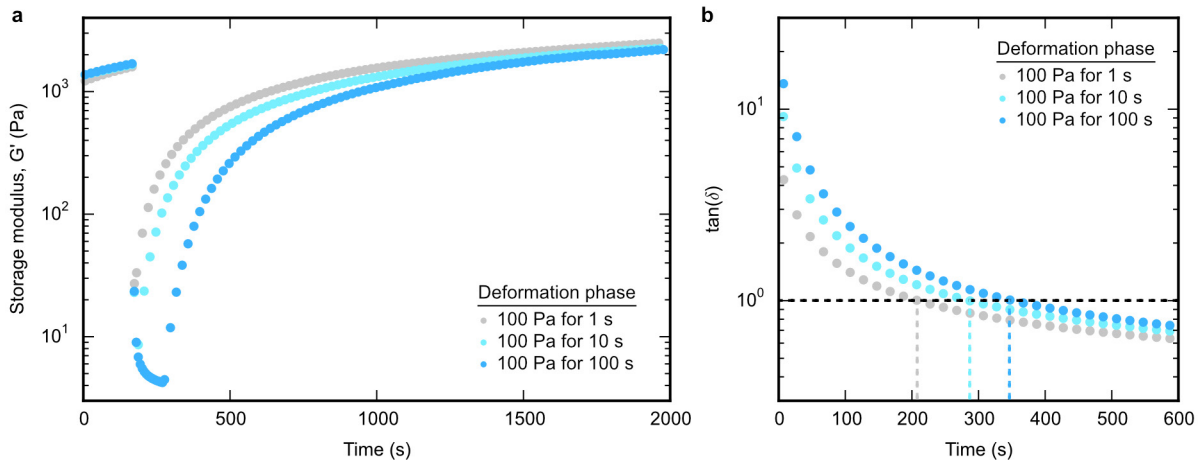 a
Storage modulus, G' (Pa)
10³
10²
10¹
0
500
1000
1500
2000
Time (s)
Deformation phase
100 Pa for 1 s
100 Pa for 10 s
100 Pa for 100 s
b
tan(δ)
10¹
10⁰
0
100
200
300
400
500
600
Time (s)
Deformation phase
100 Pa for 1 s
100 Pa for 10 s
100 Pa for 100 s